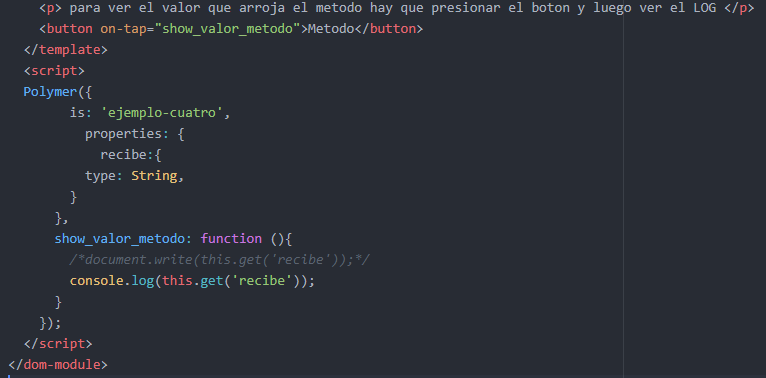 <p> para ver el valor que arroja el metodo hay que presionar el boton y luego ver el LOG </p>
<button on-tap="show_valor_metodo">Metodo</button>
</template>
<script>
Polymer({
is: 'ejemplo-cuatro',
properties: {
recibe:{
type: String,
}
},
show_valor_metodo: function (){
/*document.write(this.get('recibe'));*/
console.log(this.get('recibe'));
}
});
</script>
</dom-module>